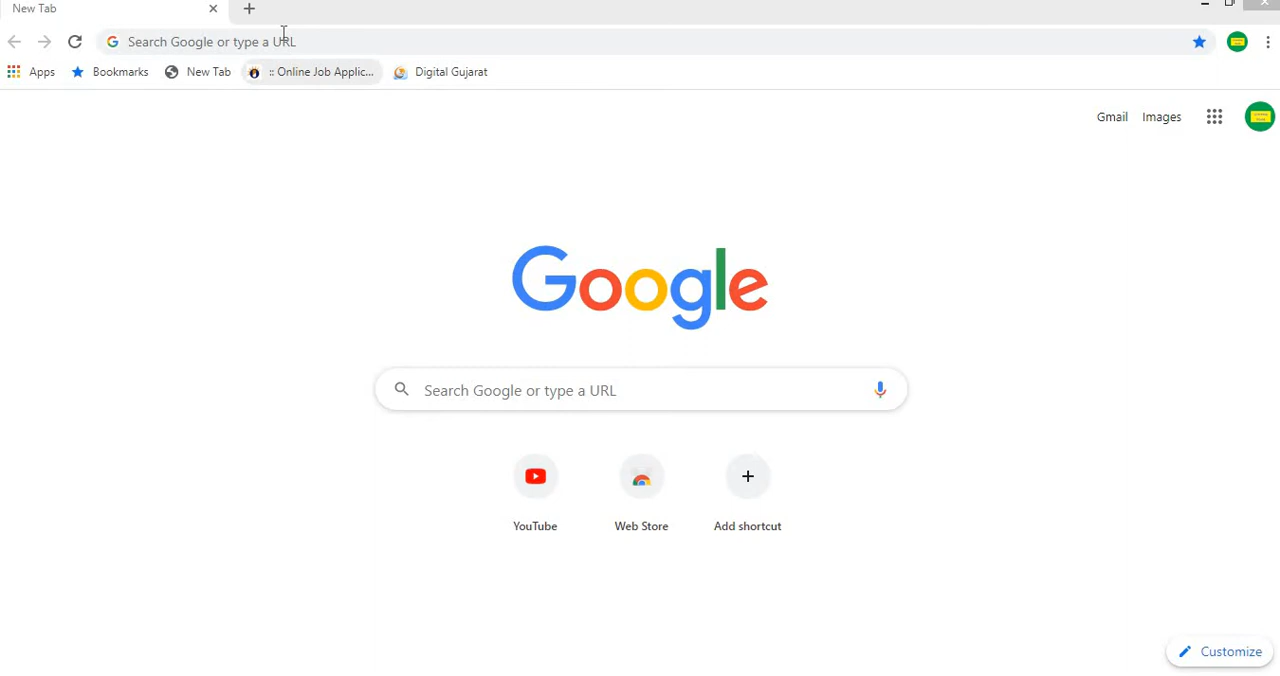 New Tab
Search Google or type a URL
Apps
Bookmarks
New Tab
:: Online Job Applic...
Digital Gujarat
Gmail
Images
Google
Search Google or type a URL
YouTube
Web Store
Add shortcut
Customize